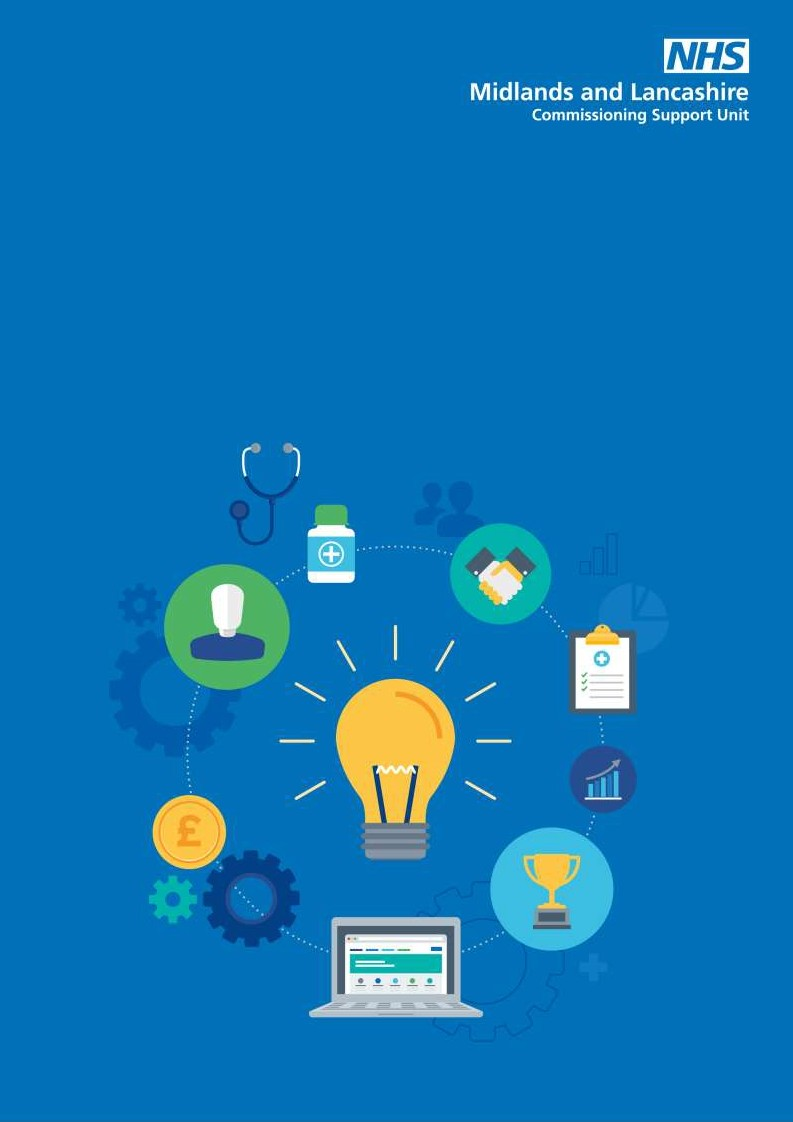 NHS
Midlands and Lancashire
Commissioning Support Unit
£